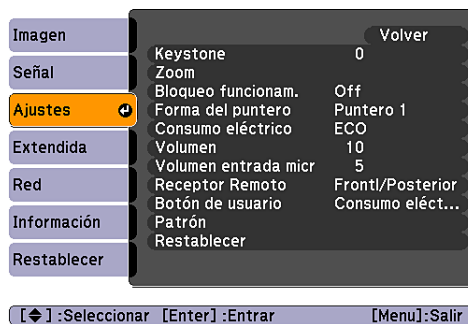 Imagen
Señal
Ajustes
Extendida
Red
Información
Restablecer
Volver
Keystone 0
Zoom
Bloqueo funcionam. Off
Forma del puntero Puntero 1
Consumo eléctrico ECO
Volumen 10
Volumen entrada micr 5
Receptor Remoto Frontl/Posterior
Botón de usuario Consumo eléct...
Patrón
Restablecer
[◆] :Seleccionar [Enter] :Entrar [Menu]:Salir